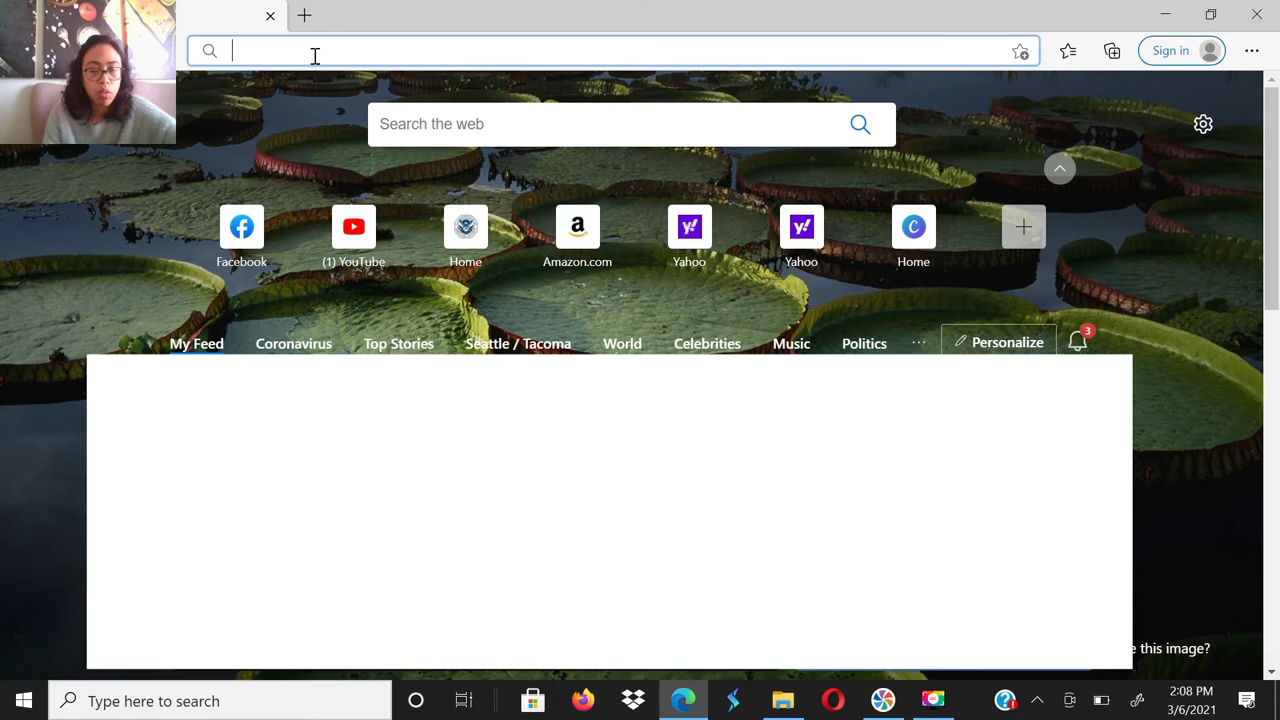 Sign in
Search the web
Facebook
(1) YouTube
Home
Amazon.com
Yahoo
Yahoo
Home
a
y!
y!
C
My Feed
Coronavirus
Top Stories
Seattle / Tacoma
World
Celebrities
Music
Politics
...
Personalize
3
e this image?
Type here to search
2:08 PM
3/6/2021